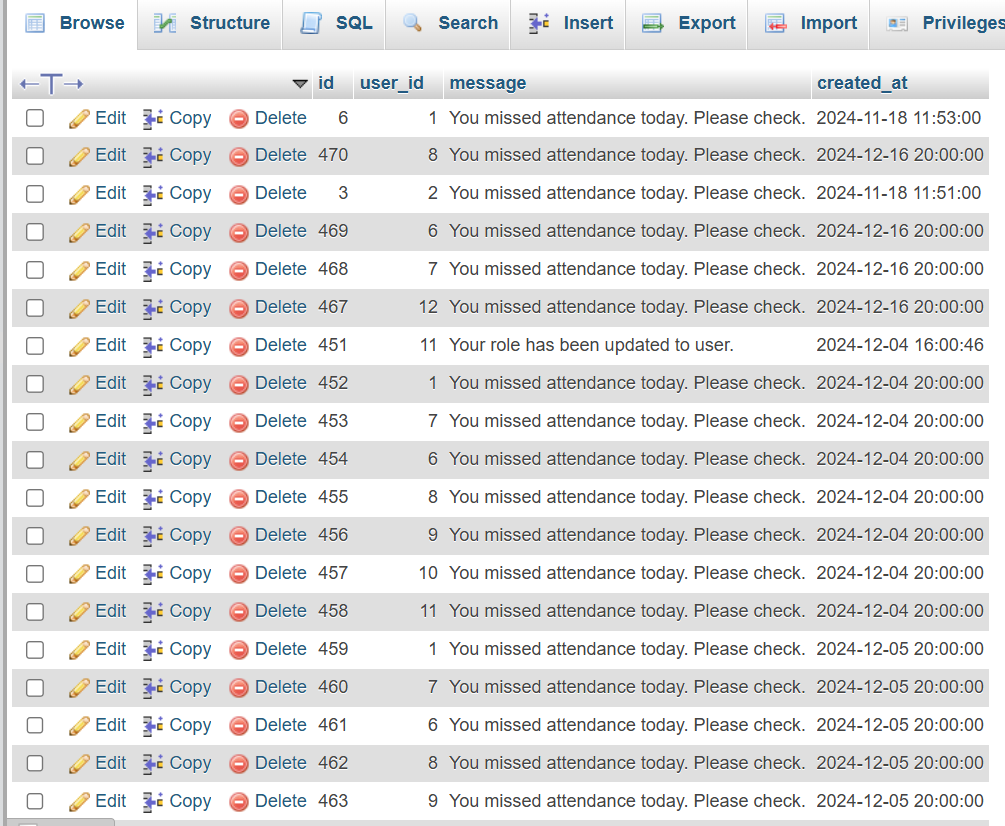 Browse Structure SQL Search Insert Export Import Privileges
←T→ id user_id message created_at
Edit Copy Delete 6 1 You missed attendance today. Please check. 2024-11-18 11:53:00
Edit Copy Delete 470 8 You missed attendance today. Please check. 2024-12-16 20:00:00
Edit Copy Delete 3 2 You missed attendance today. Please check. 2024-11-18 11:51:00
Edit Copy Delete 469 6 You missed attendance today. Please check. 2024-12-16 20:00:00
Edit Copy Delete 468 7 You missed attendance today. Please check. 2024-12-16 20:00:00
Edit Copy Delete 467 12 You missed attendance today. Please check. 2024-12-16 20:00:00
Edit Copy Delete 451 11 Your role has been updated to user. 2024-12-04 16:00:46
Edit Copy Delete 452 1 You missed attendance today. Please check. 2024-12-04 20:00:00
Edit Copy Delete 453 7 You missed attendance today. Please check. 2024-12-04 20:00:00
Edit Copy Delete 454 6 You missed attendance today. Please check. 2024-12-04 20:00:00
Edit Copy Delete 455 8 You missed attendance today. Please check. 2024-12-04 20:00:00
Edit Copy Delete 456 9 You missed attendance today. Please check. 2024-12-04 20:00:00
Edit Copy Delete 457 10 You missed attendance today. Please check. 2024-12-04 20:00:00
Edit Copy Delete 458 11 You missed attendance today. Please check. 2024-12-04 20:00:00
Edit Copy Delete 459 1 You missed attendance today. Please check. 2024-12-05 20:00:00
Edit Copy Delete 460 7 You missed attendance today. Please check. 2024-12-05 20:00:00
Edit Copy Delete 461 6 You missed attendance today. Please check. 2024-12-05 20:00:00
Edit Copy Delete 462 8 You missed attendance today. Please check. 2024-12-05 20:00:00
Edit Copy Delete 463 9 You missed attendance today. Please check. 2024-12-05 20:00:00